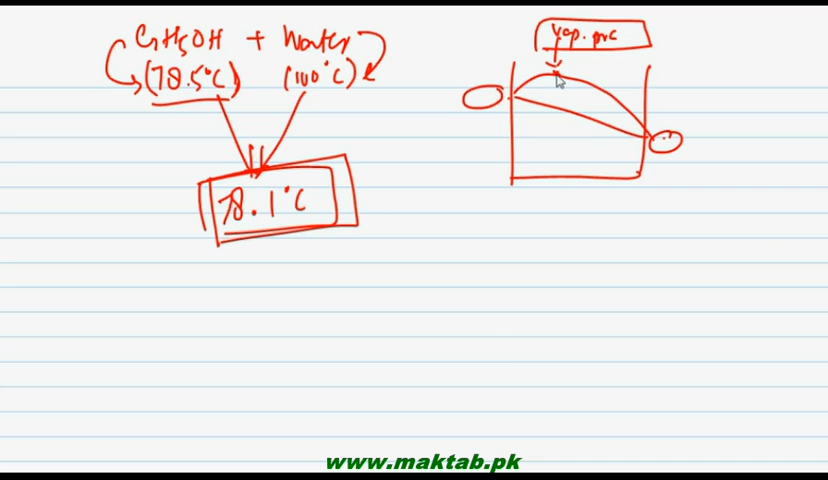 C2H5OH + Water
(78.5°C) (100°C)
78.1°C
Vap. pre
www.maktab.pk